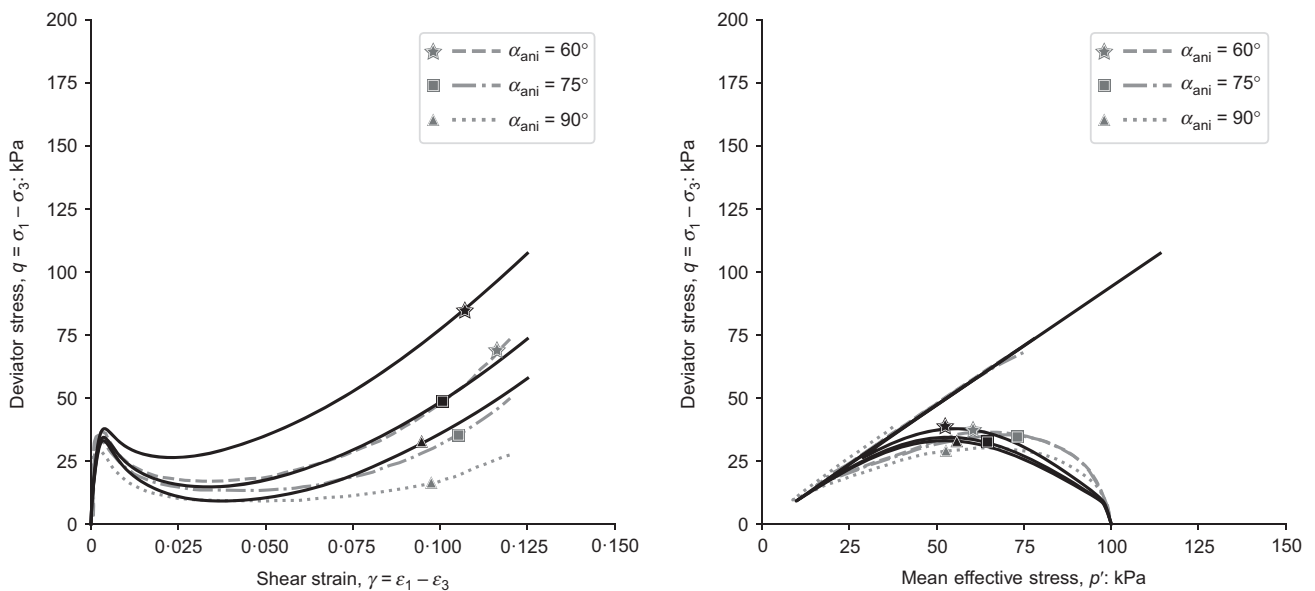 200
175
150
125
100
75
50
25
0
Deviator stress, q = σ1 − σ3: kPa
αani = 60°
αani = 75°
αani = 90°
0 0·025 0·050 0·075 0·100 0·125 0·150
Shear strain, γ = ε1 − ε3
200
175
150
125
100
75
50
25
0
Deviator stress, q = σ1 − σ3: kPa
αani = 60°
αani = 75°
αani = 90°
0 25 50 75 100 125 150
Mean effective stress, p′: kPa